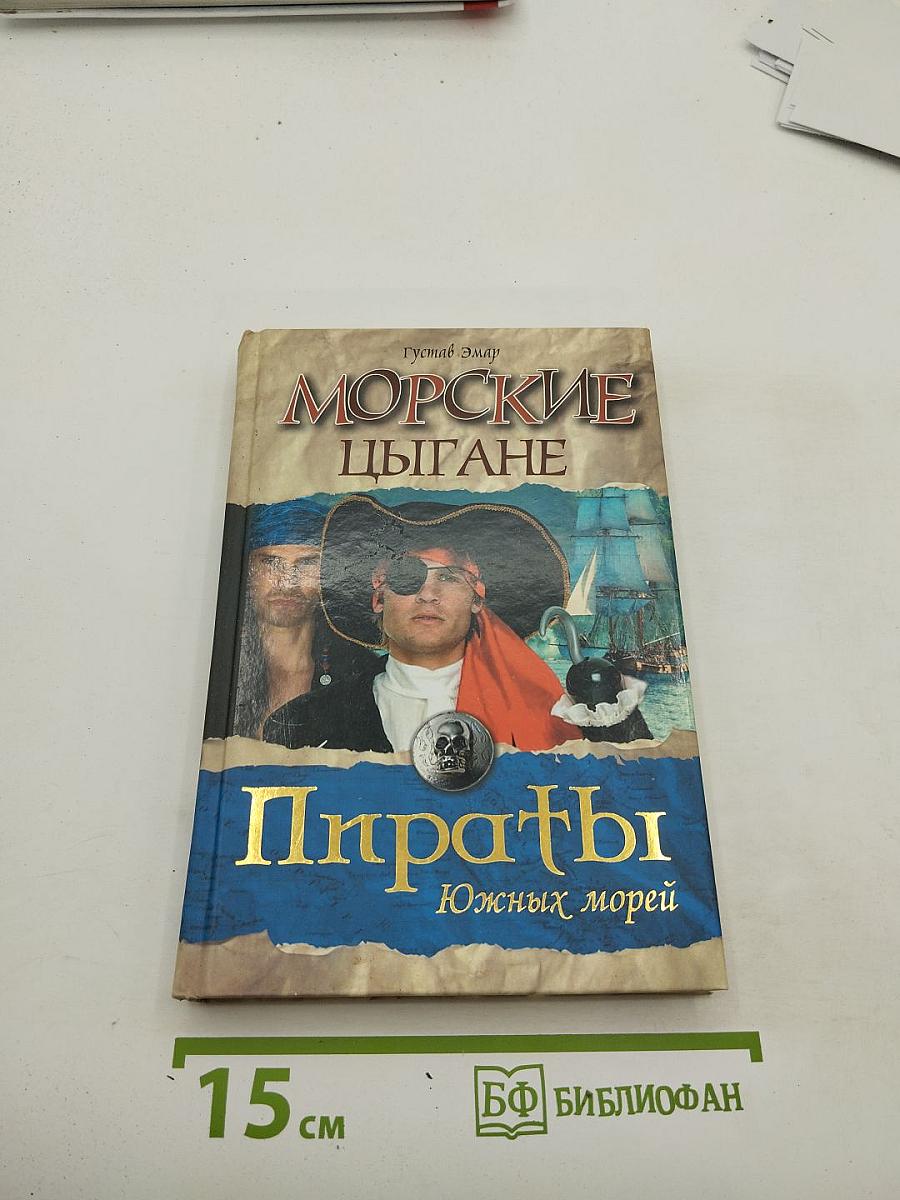 Густав Эмар
МОРСКИЕ
ЦЫГАНЕ
Пираты
Южных морей
15 см
БФ БИБЛИОФАН